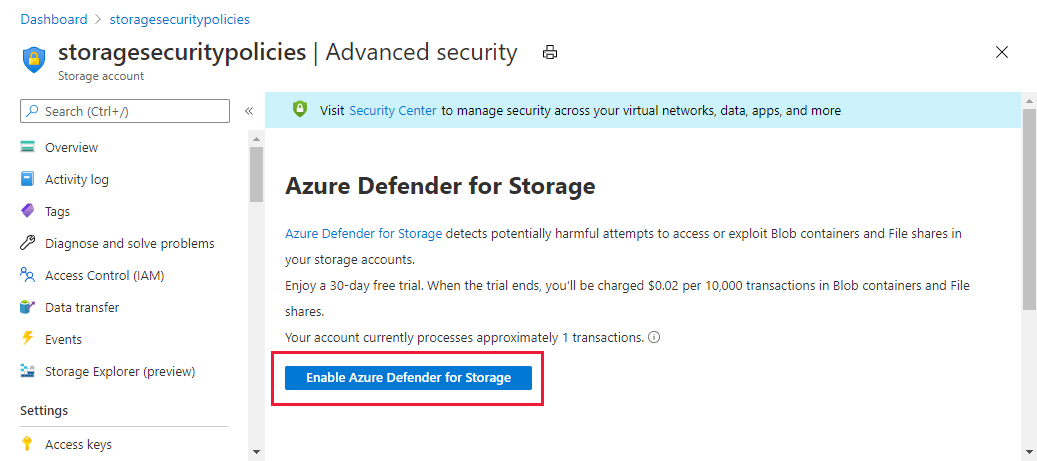 Dashboard > storagesecuritypolicies
storagesecuritypolicies | Advanced security
Storage account
Search (Ctrl+/)
«
Overview
Activity log
Tags
Diagnose and solve problems
Access Control (IAM)
Data transfer
Events
Storage Explorer (preview)
Settings
Access keys
Visit Security Center to manage security across your virtual networks, data, apps, and more
Azure Defender for Storage
Azure Defender for Storage detects potentially harmful attempts to access or exploit Blob containers and File shares in
your storage accounts.
Enjoy a 30-day free trial. When the trial ends, you'll be charged $0.02 per 10,000 transactions in Blob containers and File
shares.
Your account currently processes approximately 1 transactions.
Enable Azure Defender for Storage